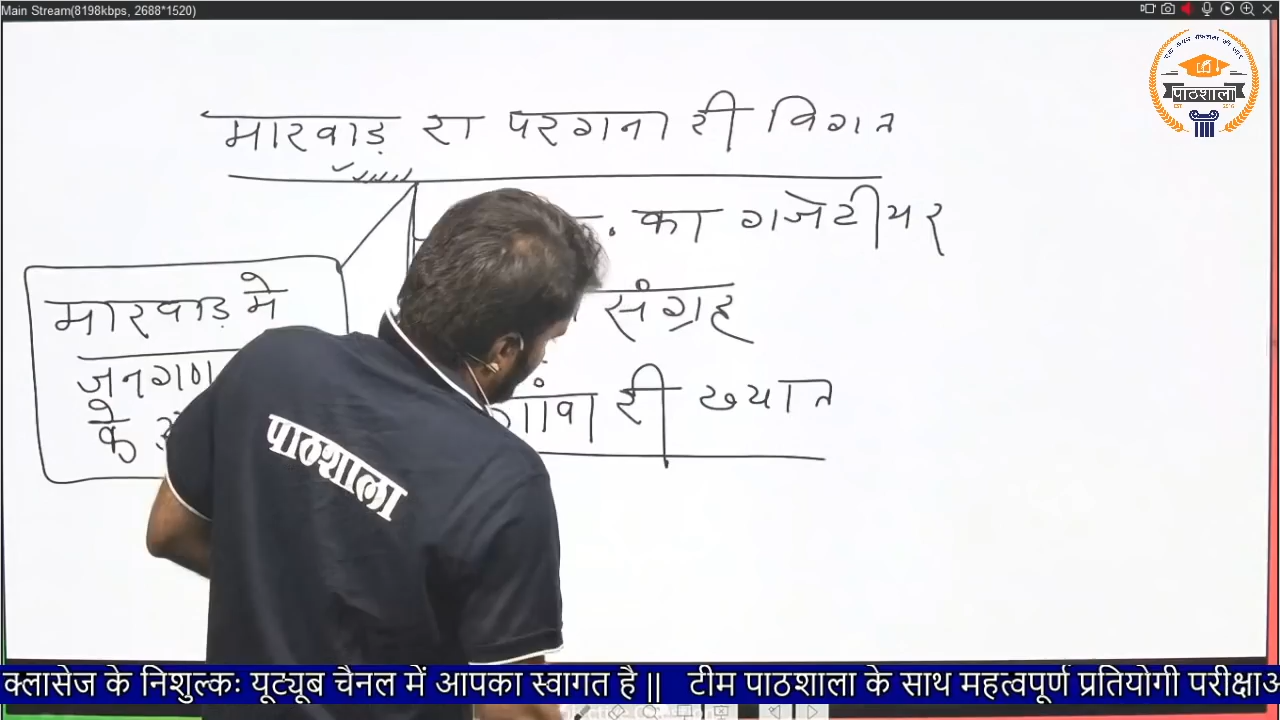 Main Stream(8198kbps, 2688*1520)
पाठशाला
मारवाड़ रा परगना री विगत
का गजेटीयर
संग्रह
मारवाड़ में
जनगण
के
गांवा री ख्यात
पाठशाला
क्लासेज के निशुल्कः यूट्यूब चैनल में आपका स्वागत है || टीम पाठशाला के साथ महत्वपूर्ण प्रतियोगी परीक्षाअ